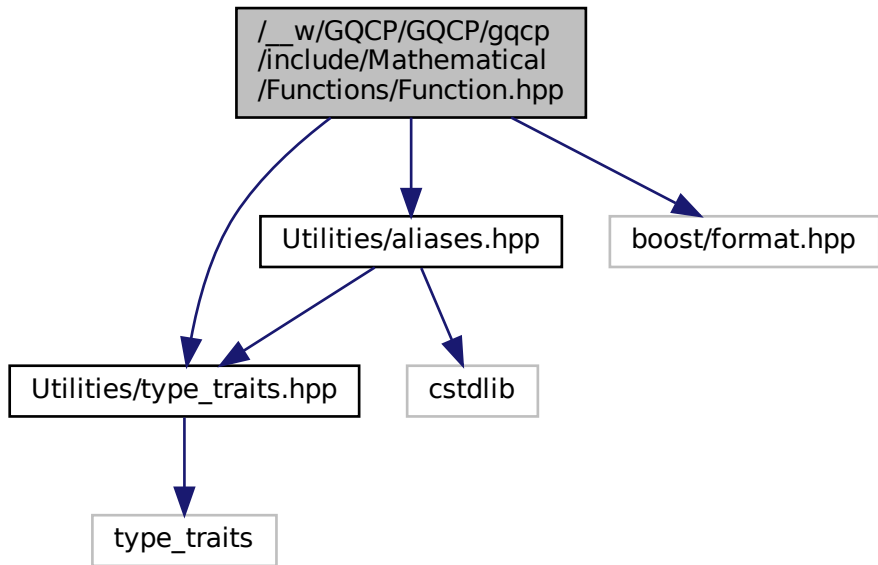 /__w/GQCP/GQCP/gqcp
/include/Mathematical
/Functions/Function.hpp
Utilities/aliases.hpp
boost/format.hpp
Utilities/type_traits.hpp
cstdlib
type_traits